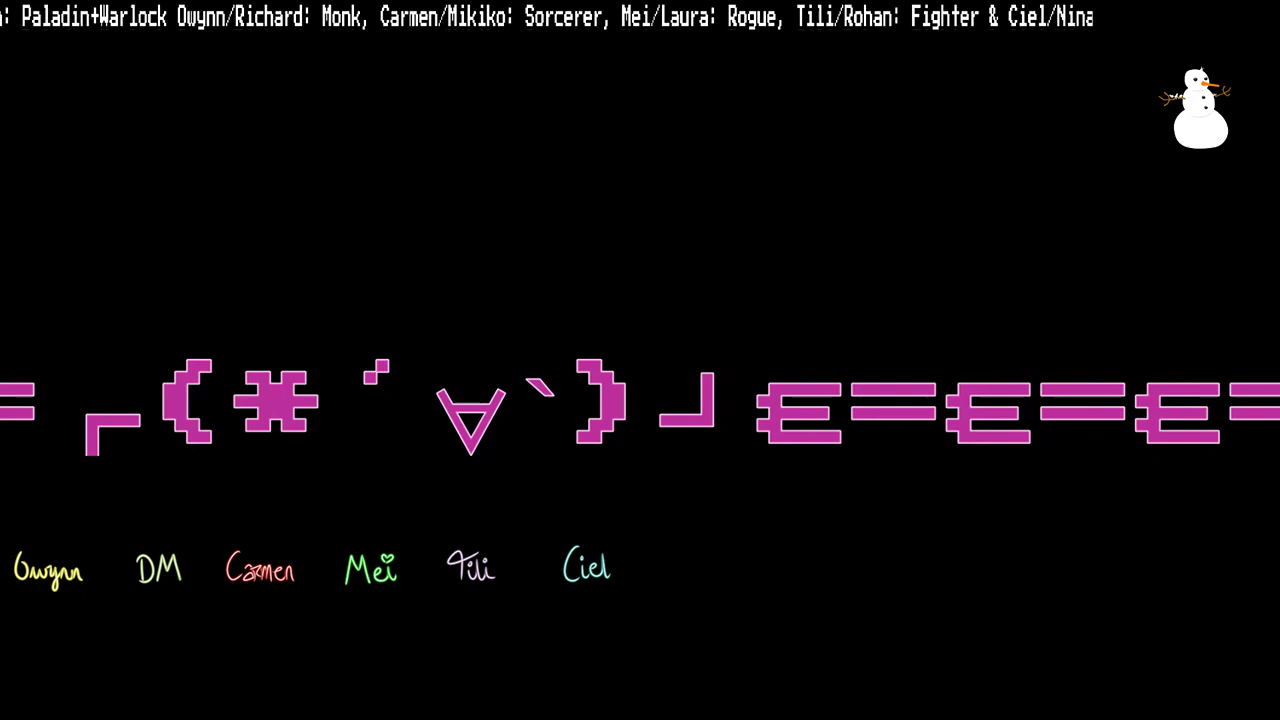 : Paladin+Warlock Owynn/Richard: Monk, Carmen/Mikiko: Sorcerer, Mei/Laura: Rogue, Tili/Rohan: Fighter & Ciel/Nina
= ┌(* ゙∀`)┘ ε=ε=ε=
Owynn DM Carmen Mei Tili Ciel